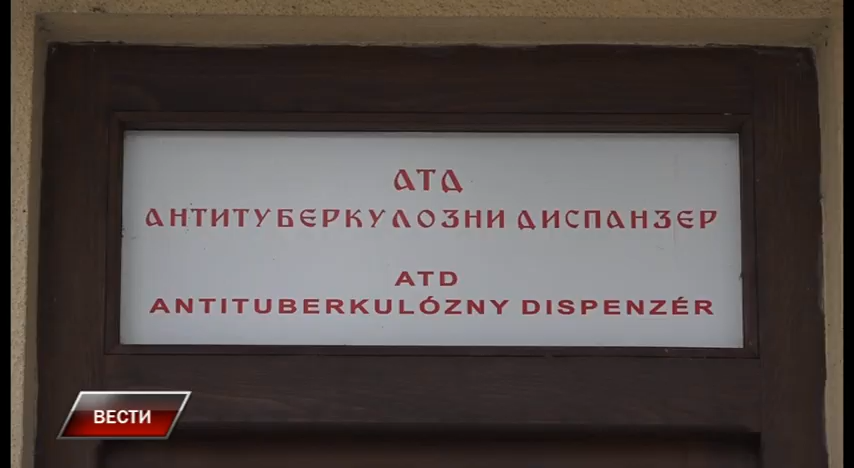 АТД
АНТИТУБЕРКУЛОЗНИ ДИСПАНЗЕР
ATD
ANTITUBERKULÓZNY DISPENZÉR
ВЕСТИ